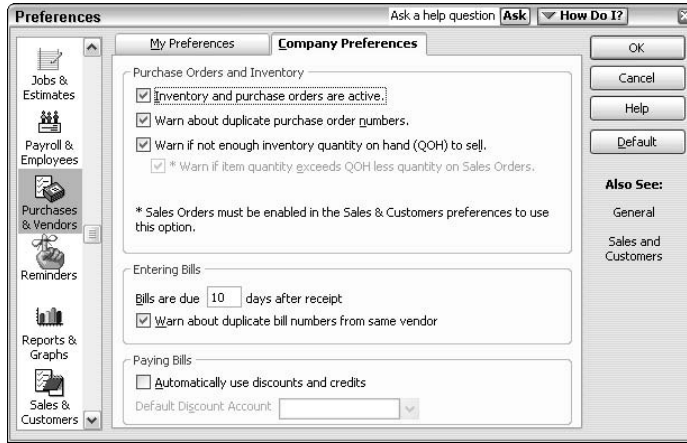 Preferences
Ask a help question Ask How Do I?
Jobs &
Estimates
Payroll &
Employees
Purchases
& Vendors
Reminders
Reports &
Graphs
Sales &
Customers
My Preferences
Company Preferences
Purchase Orders and Inventory
Inventory and purchase orders are active.
Warn about duplicate purchase order numbers.
Warn if not enough inventory quantity on hand (QOH) to sell.
* Warn if item quantity exceeds QOH less quantity on Sales Orders.
* Sales Orders must be enabled in the Sales & Customers preferences to use
this option.
Entering Bills
Bills are due 10 days after receipt
Warn about duplicate bill numbers from same vendor
Paying Bills
Automatically use discounts and credits
Default Discount Account
OK
Cancel
Help
Default
Also See:
General
Sales and
Customers